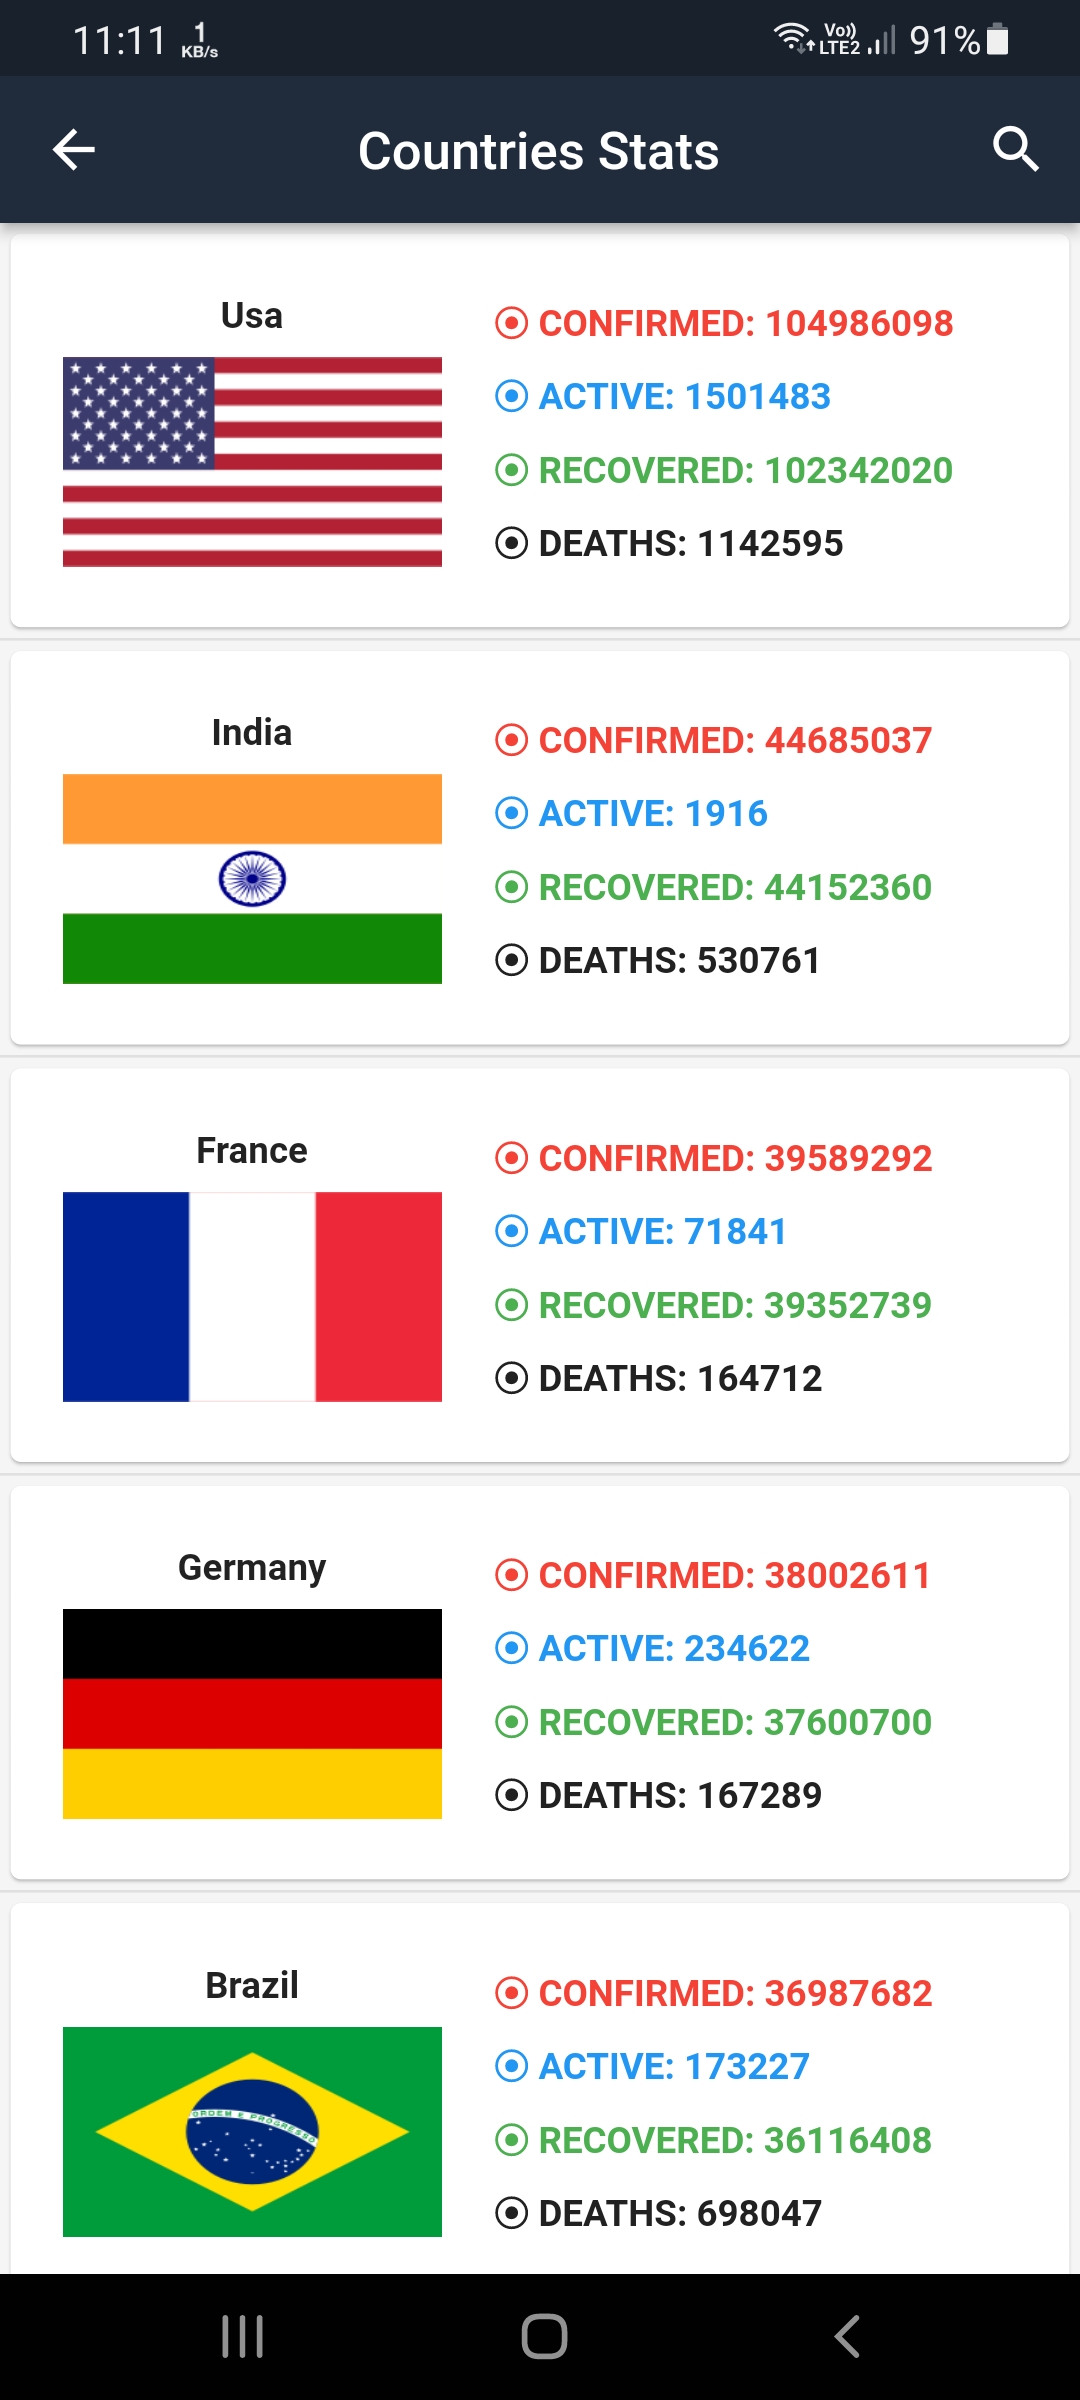 11:11 1 KB/s Vo)) LTE2 91%
Countries Stats
Usa
CONFIRMED: 104986098
ACTIVE: 1501483
RECOVERED: 102342020
DEATHS: 1142595
India
CONFIRMED: 44685037
ACTIVE: 1916
RECOVERED: 44152360
DEATHS: 530761
France
CONFIRMED: 39589292
ACTIVE: 71841
RECOVERED: 39352739
DEATHS: 164712
Germany
CONFIRMED: 38002611
ACTIVE: 234622
RECOVERED: 37600700
DEATHS: 167289
Brazil
ORDEM E PROGRESSO
CONFIRMED: 36987682
ACTIVE: 173227
RECOVERED: 36116408
DEATHS: 698047